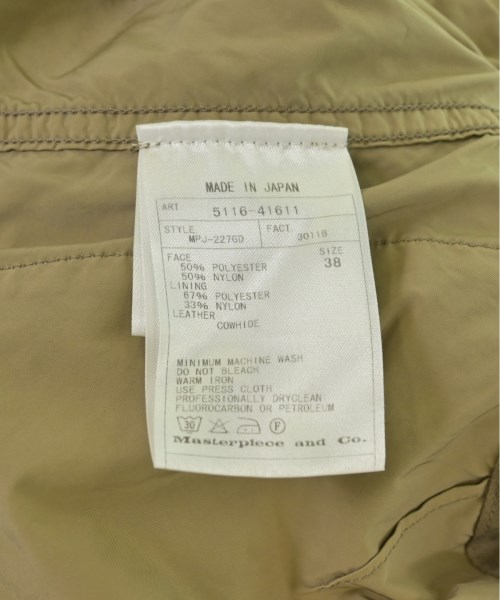 MADE IN JAPAN
ART 5116-41611
STYLE FACT
MPJ-227GD 30118
FACE SIZE
50% POLYESTER 38
50% NYLON
LINING
67% POLYESTER
33% NYLON
LEATHER
COWHIDE
MINIMUM MACHINE WASH
DO NOT BLEACH
WARM IRON
USE PRESS CLOTH
PROFESSIONALLY DRYCLEAN
FLUOROCARBON OR PETROLEUM
30 F
Masterpiece and Co.